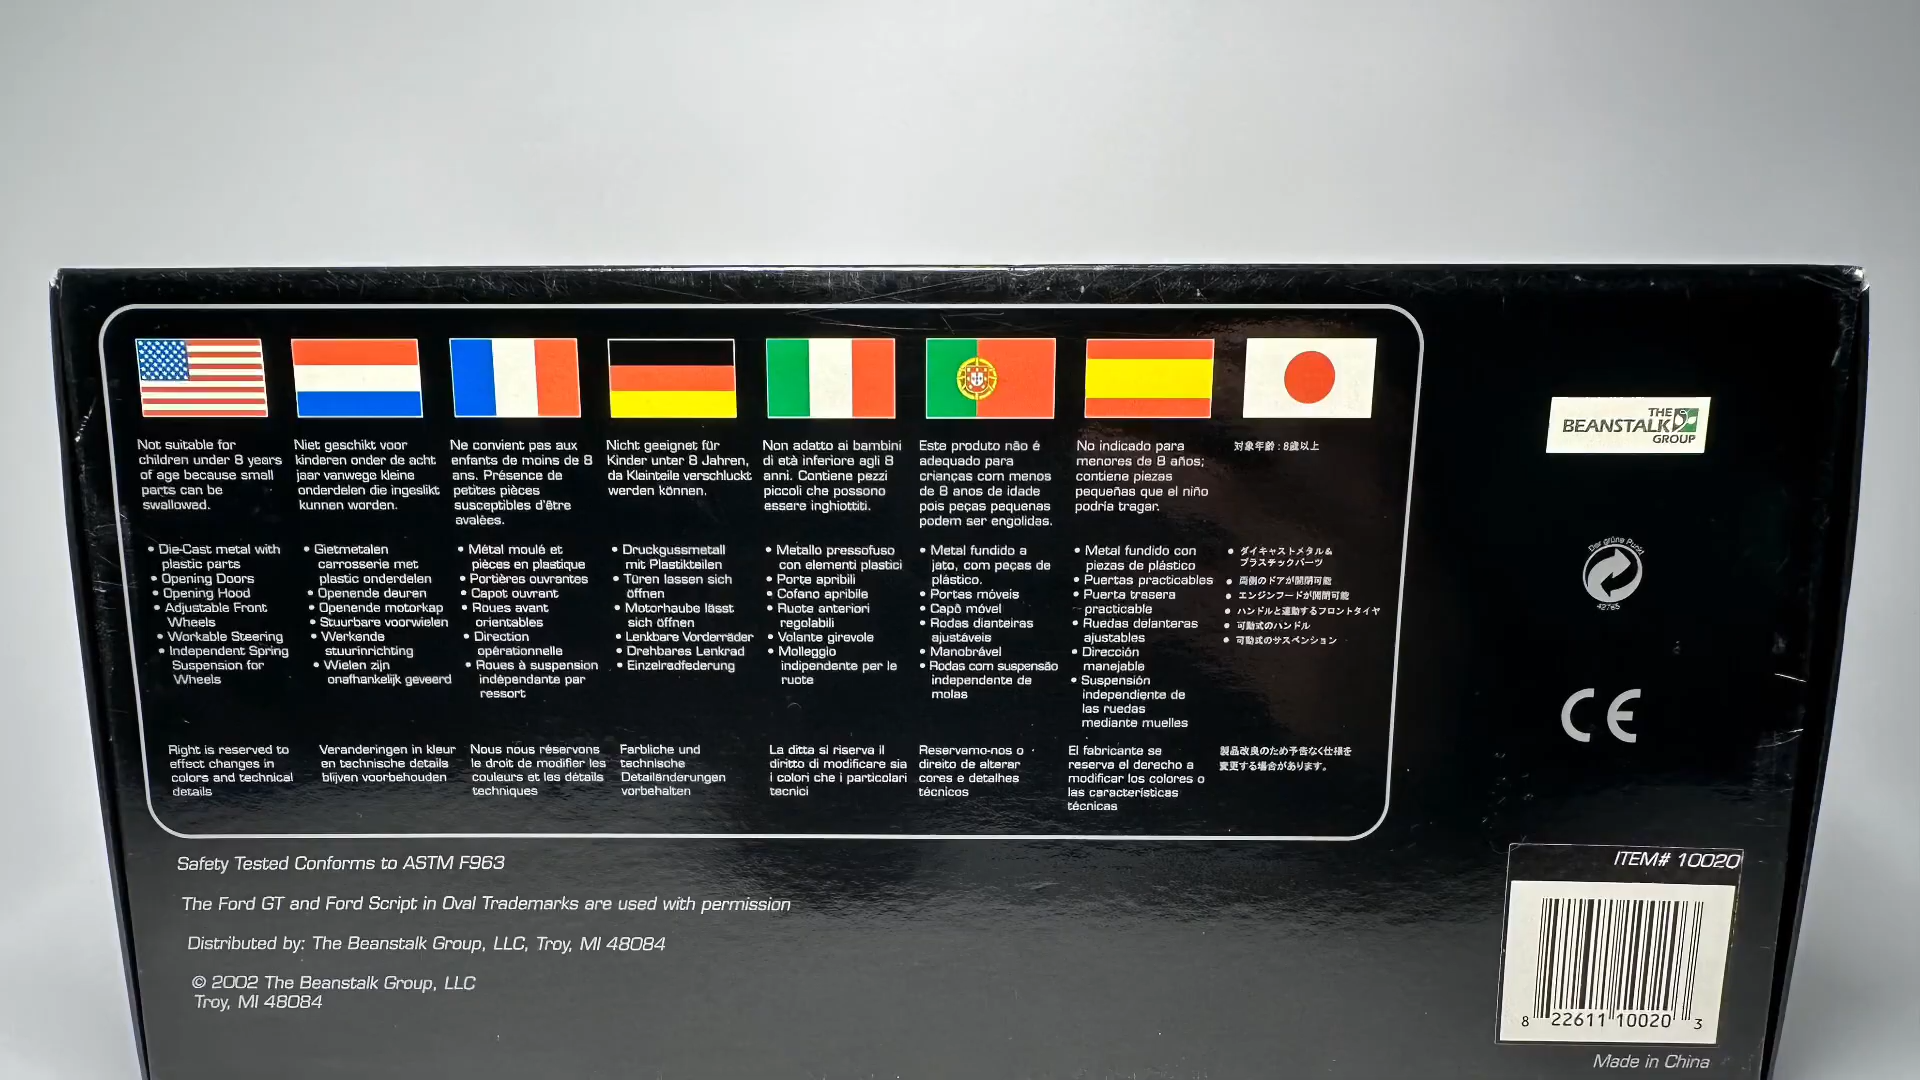 Not suitable for
children under 8 years
of age because small
parts can be
swallowed.
• Die-Cast metal with
plastic parts
• Opening Doors
• Opening Hood
• Adjustable Front
Wheels
• Workable Steering
• Independent Spring
Suspension for
Wheels
Right is reserved to
effect changes in
colors and technical
details
Niet geschikt voor
kinderen onder de acht
jaar vanwege kleine
onderdelen die ingeslikt
kunnen worden.
• Gietmetalen
carrosserie met
plastic onderdelen
• Openende deuren
• Openende motorkap
• Stuurbare voorwielen
• Werkende
stuurinrichting
• Wielen zijn
onafhankelijk geveerd
Veranderingen in kleur
en technische details
blijven voorbehouden
Ne convient pas aux
enfants de moins de 8
ans. Présence de
petites pièces
susceptibles d'être
avalées.
• Métal moulé et
pièces en plastique
• Portières ouvrantes
• Capot ouvrant
• Roues avant
orientables
• Direction
opérationnelle
• Roues à suspension
indépendante par
ressort
Nous nous réservons
le droit de modifier les
couleurs et les détails
techniques
Nicht geeignet für
Kinder unter 8 Jahren,
da Kleinteile verschluckt
werden können.
• Druckgussmetall
mit Plastikteilen
• Türen lassen sich
öffnen
• Motorhaube lässt
sich öffnen
• Lenkbare Vorderräder
• Drehbares Lenkrad
• Einzelradfederung
Farbliche und
technische
Detailänderungen
vorbehalten
Non adatto ai bambini
di età inferiore agli 8
anni. Contiene pezzi
piccoli che possono
essere inghiottiti.
• Metallo pressofuso
con elementi plastici
• Porte apribili
• Cofano apribile
• Ruote anteriori
regolabili
• Volante girevole
• Molleggio
indipendente per le
ruote
La ditta si riserva il
diritto di modificare sia
i colori che i particolari
tecnici
Este produto não é
adequado para
crianças com menos
de 8 anos de idade
pois peças pequenas
podem ser engolidas.
• Metal fundido a
jato, com peças de
plástico.
• Portas móveis
• Capô móvel
• Rodas dianteiras
ajustáveis
• Manobrável
• Rodas com suspensão
independente de
molas
Reservamo-nos o
direito de alterar
cores e detalhes
técnicos
No indicado para
menores de 8 años;
contiene piezas
pequeñas que el niño
podría tragar.
• Metal fundido con
piezas de plástico
• Puertas practicables
• Puerta trasera
practicable
• Ruedas delanteras
ajustables
• Dirección
manejable
• Suspensión
independiente de
las ruedas
mediante muelles
El fabricante se
reserva el derecho a
modificar los colores o
las características
técnicas
対象年齢：8歳以上
• ダイキャストメタル&
プラスチックパーツ
• 両側のドアが開閉可能
• エンジンフードが開閉可能
• ハンドルと連動するフロントタイヤ
• 可動式のハンドル
• 可動式のサスペンション
製品改良のため予告なく仕様を
変更する場合があります。
THE
BEANSTALK
GROUP
Der grüne Punkt
42765
CE
Safety Tested Conforms to ASTM F963
The Ford GT and Ford Script in Oval Trademarks are used with permission
Distributed by: The Beanstalk Group, LLC, Troy, MI 48084
© 2002 The Beanstalk Group, LLC
Troy, MI 48084
ITEM# 10020
8 22611 10020 3
Made in China